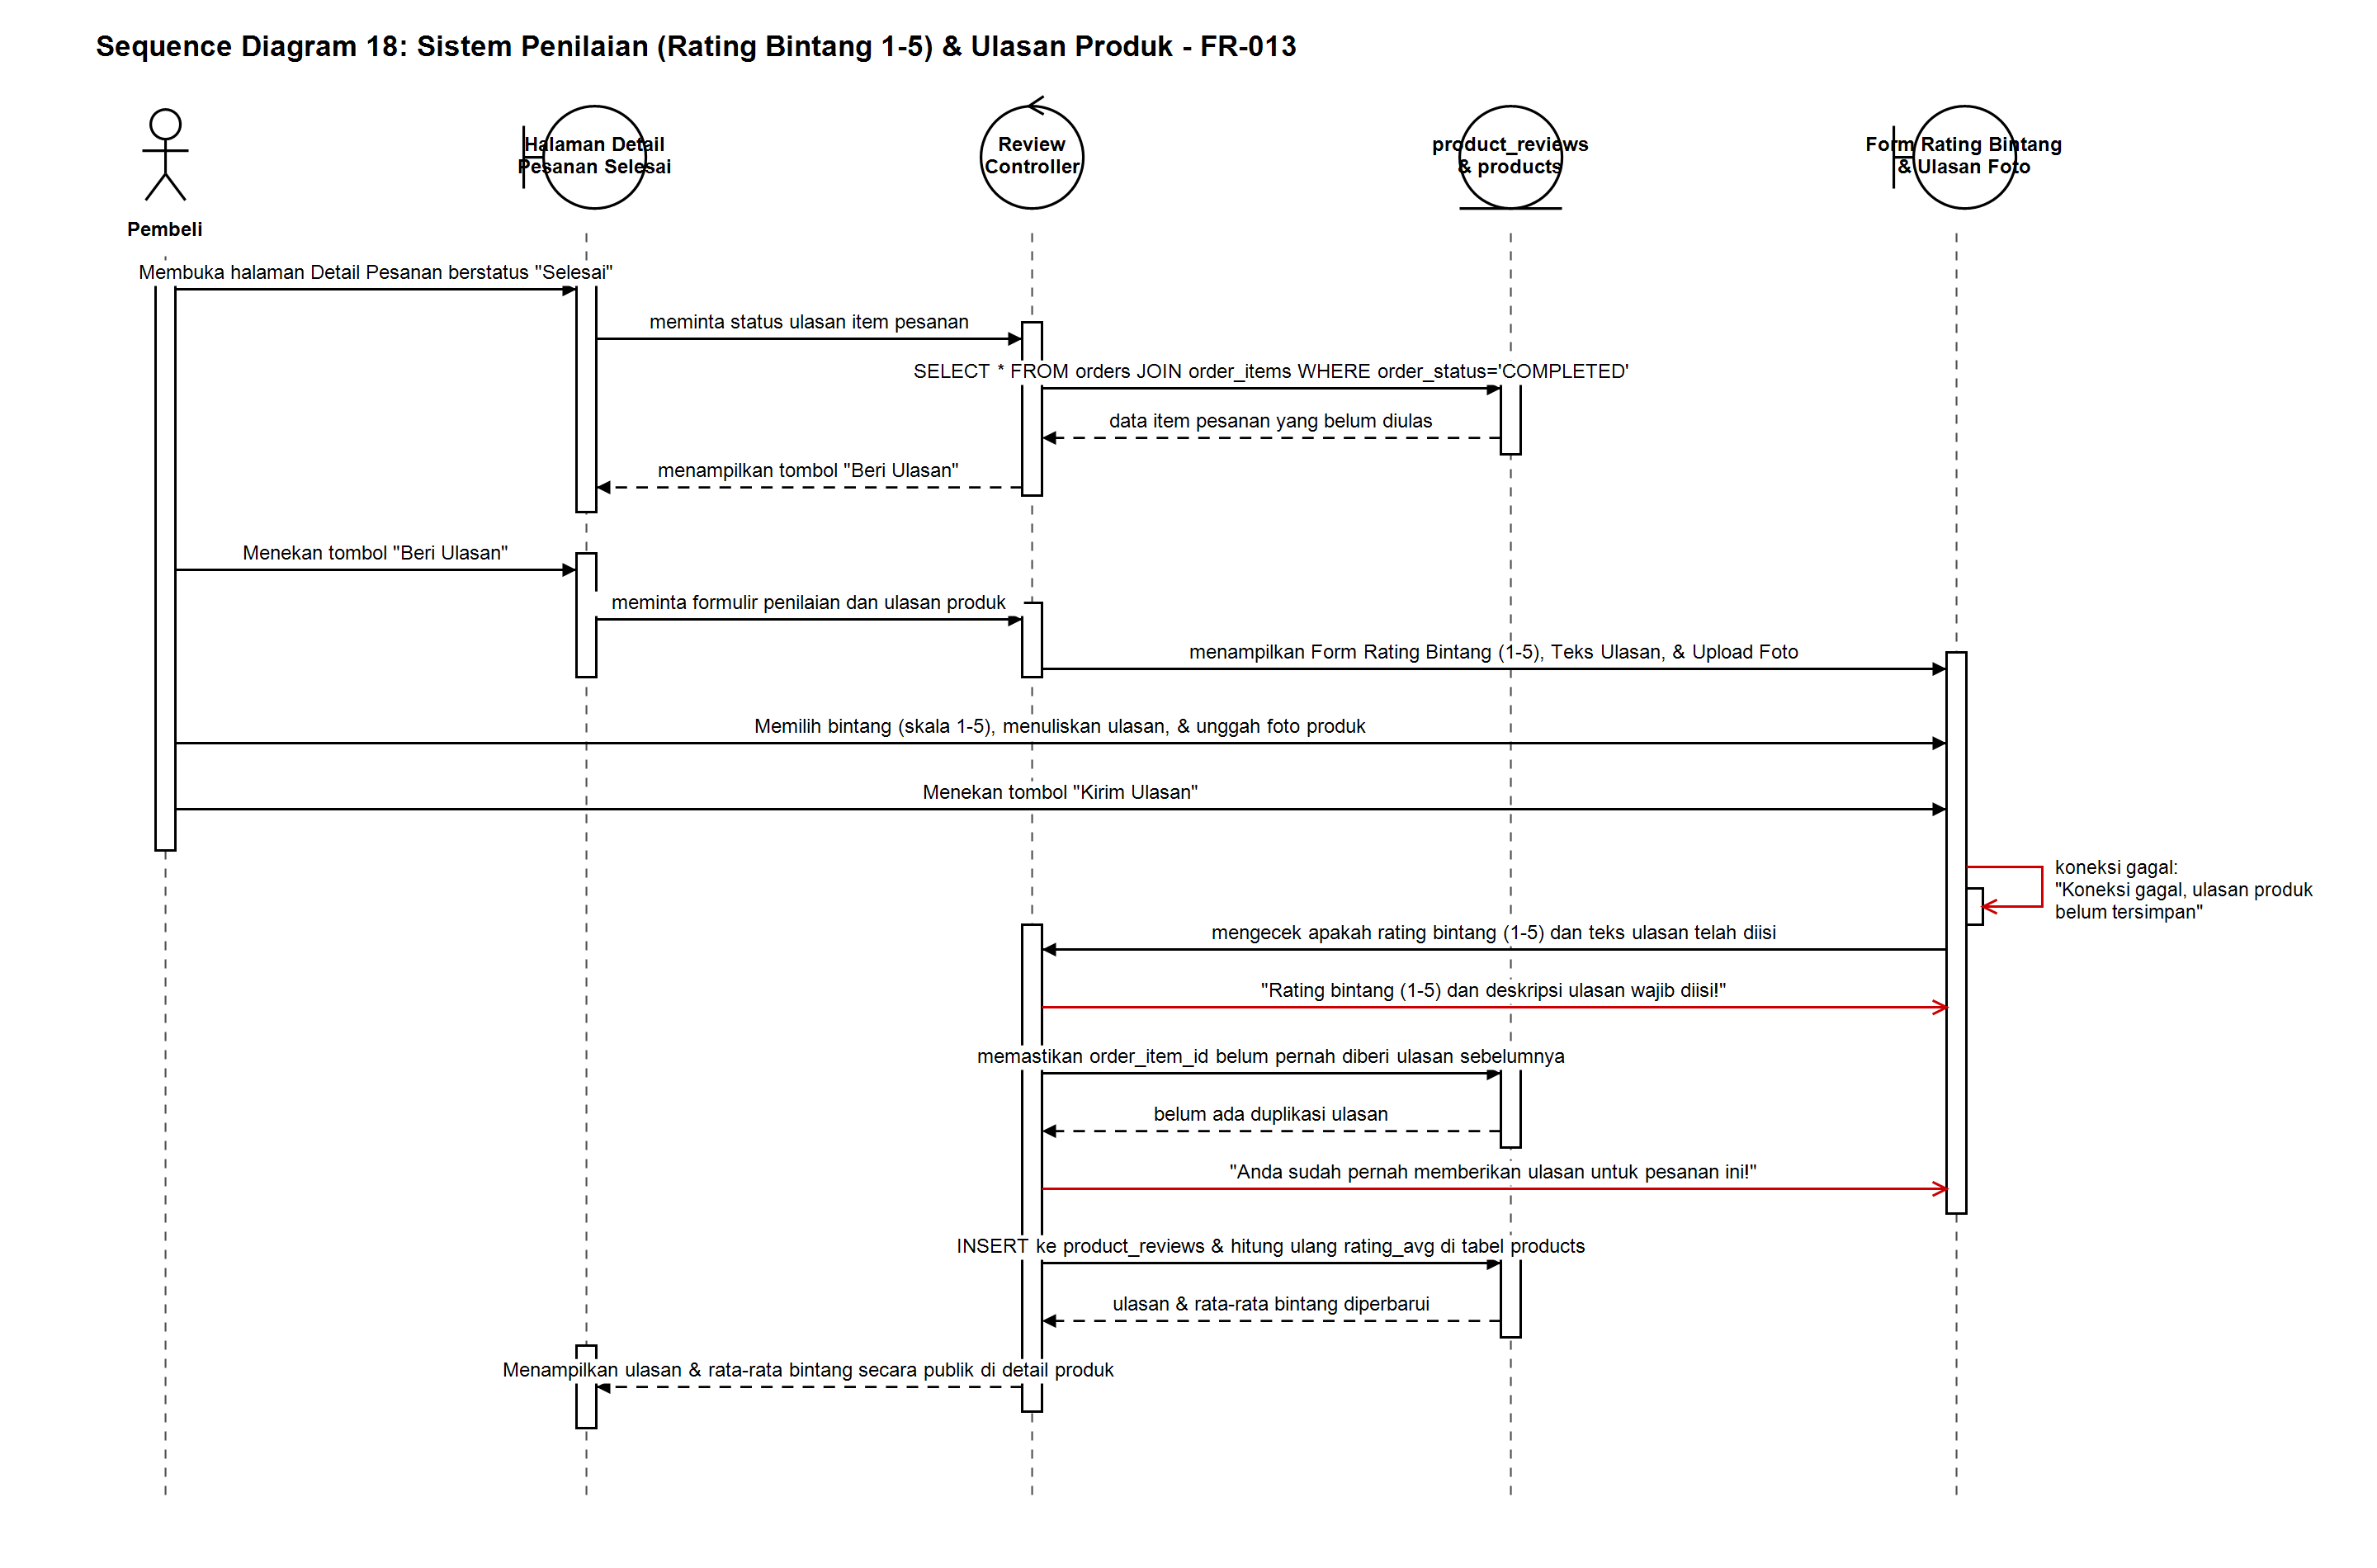 Sequence Diagram 18: Sistem Penilaian (Rating Bintang 1-5) & Ulasan Produk - FR-013
Pembeli
Halaman Detail
Pesanan Selesai
Review
Controller
product_reviews
& products
Form Rating Bintang
& Ulasan Foto
Membuka halaman Detail Pesanan berstatus "Selesai"
meminta status ulasan item pesanan
SELECT * FROM orders JOIN order_items WHERE order_status='COMPLETED'
data item pesanan yang belum diulas
menampilkan tombol "Beri Ulasan"
Menekan tombol "Beri Ulasan"
meminta formulir penilaian dan ulasan produk
menampilkan Form Rating Bintang (1-5), Teks Ulasan, & Upload Foto
Memilih bintang (skala 1-5), menuliskan ulasan, & unggah foto produk
Menekan tombol "Kirim Ulasan"
koneksi gagal:
"Koneksi gagal, ulasan produk
belum tersimpan"
mengecek apakah rating bintang (1-5) dan teks ulasan telah diisi
"Rating bintang (1-5) dan deskripsi ulasan wajib diisi!"
memastikan order_item_id belum pernah diberi ulasan sebelumnya
belum ada duplikasi ulasan
"Anda sudah pernah memberikan ulasan untuk pesanan ini!"
INSERT ke product_reviews & hitung ulang rating_avg di tabel products
ulasan & rata-rata bintang diperbarui
Menampilkan ulasan & rata-rata bintang secara publik di detail produk